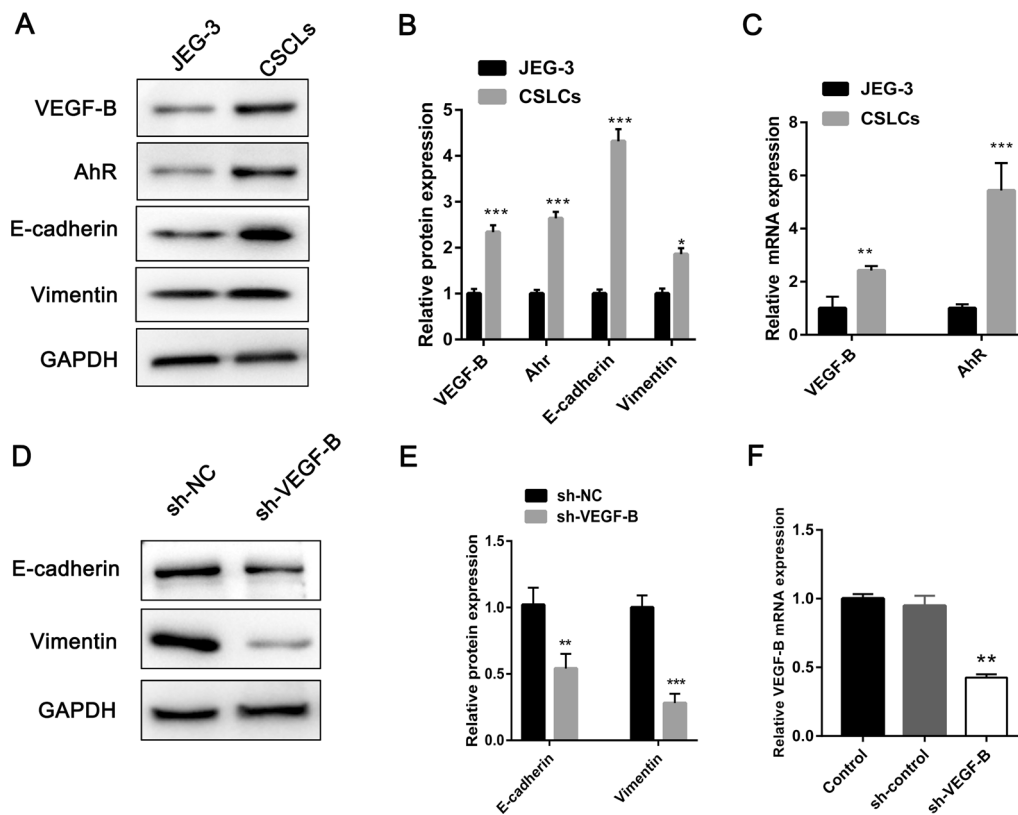 A
JEG-3
CSCLs
VEGF-B
AhR
E-cadherin
Vimentin
GAPDH
B
JEG-3
CSLCs
Relative protein expression
5
4
3
2
1
0
***
***
***
*
VEGF-B
Ahr
E-cadherin
Vimentin
C
JEG-3
CSLCs
Relative mRNA expression
8
6
4
2
0
**
***
VEGF-B
AhR
D
sh-NC
sh-VEGF-B
E-cadherin
Vimentin
GAPDH
E
sh-NC
sh-VEGF-B
Relative protein expression
1.5
1.0
0.5
0.0
**
***
E-cadherin
Vimentin
F
Relative VEGF-B mRNA expression
1.5
1.0
0.5
0.0
**
Control
sh-control
sh-VEGF-B